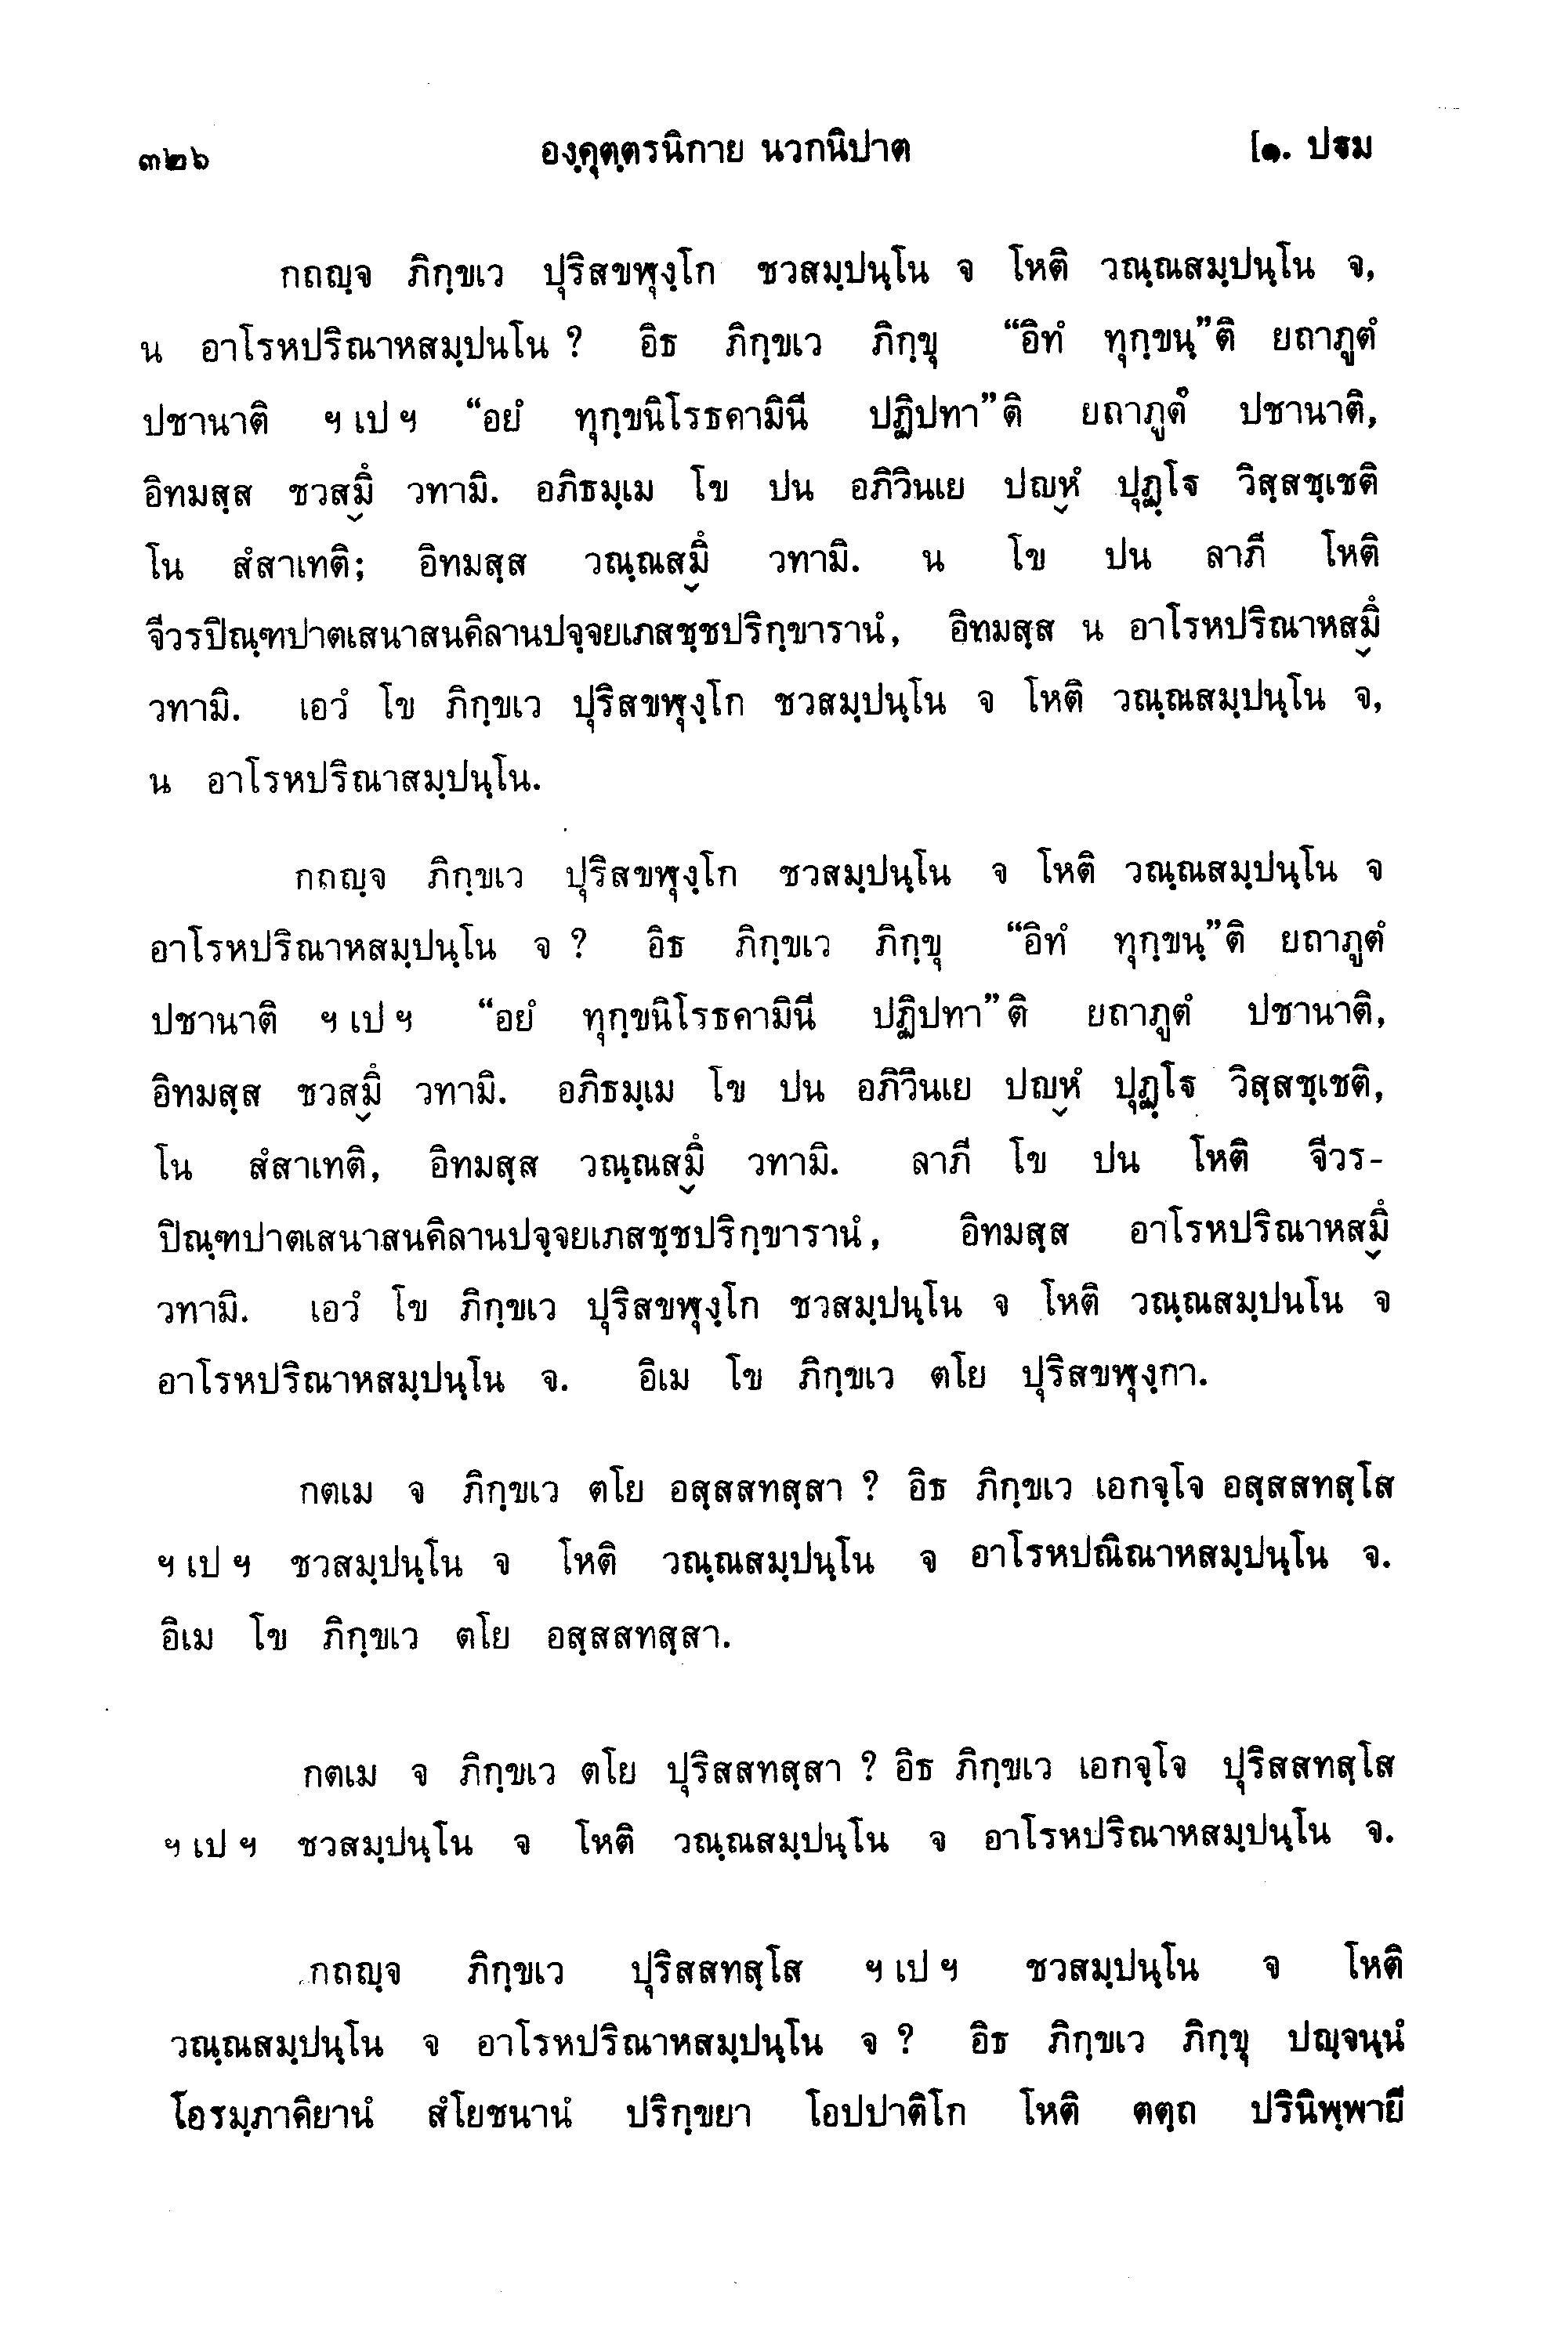 ๓๒๖ องฺคุตฺตรนิกาย นวกนิปาต [๑. ปฐม
กถญฺจ ภิกฺขเว ปุริสขฬุงฺโก ชวสมฺปนฺโน จ โหติ วณฺณสมฺปนฺโน จ,
น อาโรหปริณาหสมฺปนโน ? อิธ ภิกฺขเว ภิกฺขุ “อิทํ ทุกฺขนฺ”ติ ยถาภูตํ
ปชานาติ ฯ เป ฯ “อยํ ทุกฺขนิโรธคามินี ปฏิปทา”ติ ยถาภูตํ ปชานาติ,
อิทมสฺส ชวสฺมึ วทามิ. อภิธมฺเม โข ปน อภิวินเย ปญฺหํ ปุฏฺโฐ วิสฺสชฺเชติ
โน สํสาเทติ; อิทมสฺส วณฺณสฺมึ วทามิ. น โข ปน ลาภี โหติ
จีวรปิณฺฑปาตเสนาสนคิลานปจฺจยเภสชฺชปริกฺขารานํ, อิทมสฺส น อาโรหปริณาหสฺมึ
วทามิ. เอวํ โข ภิกฺขเว ปุริสขฬุงฺโก ชวสมฺปนฺโน จ โหติ วณฺณสมฺปนฺโน จ,
น อาโรหปริณาสมฺปนฺโน.
กถญฺจ ภิกฺขเว ปุริสขฬุงฺโก ชวสมฺปนฺโน จ โหติ วณฺณสมฺปนฺโน จ
อาโรหปริณาหสมฺปนฺโน จ ? อิธ ภิกฺขเว ภิกฺขุ “อิทํ ทุกฺขนฺ”ติ ยถาภูตํ
ปชานาติ ฯ เป ฯ “อยํ ทุกฺขนิโรธคามินี ปฏิปทา”ติ ยถาภูตํ ปชานาติ,
อิทมสฺส ชวสฺมึ วทามิ. อภิธมฺเม โข ปน อภิวินเย ปญฺหํ ปุฏฺโฐ วิสฺสชฺเชติ,
โน สํสาเทติ, อิทมสฺส วณฺณสฺมึ วทามิ. ลาภี โข ปน โหติ จีวร-
ปิณฺฑปาตเสนาสนคิลานปจฺจยเภสชฺชปริกฺขารานํ, อิทมสฺส อาโรหปริณาหสฺมึ
วทามิ. เอวํ โข ภิกฺขเว ปุริสขฬุงฺโก ชวสมฺปนฺโน จ โหติ วณฺณสมฺปนโน จ
อาโรหปริณาหสมฺปนฺโน จ. อิเม โข ภิกฺขเว ตโย ปุริสขฬุงฺกา.
กตเม จ ภิกฺขเว ตโย อสฺสสทสฺสา ? อิธ ภิกฺขเว เอกจฺโจ อสฺสสทสฺโส
ฯ เป ฯ ชวสมฺปนฺโน จ โหติ วณฺณสมฺปนฺโน จ อาโรหปณิณาหสมฺปนฺโน จ.
อิเม โข ภิกฺขเว ตโย อสฺสสทสฺสา.
กตเม จ ภิกฺขเว ตโย ปุริสสทสฺสา ? อิธ ภิกฺขเว เอกจฺโจ ปุริสสทสฺโส
ฯ เป ฯ ชวสมฺปนฺโน จ โหติ วณฺณสมฺปนฺโน จ อาโรหปริณาหสมฺปนฺโน จ.
กถญฺจ ภิกฺขเว ปุริสสทสฺโส ฯ เป ฯ ชวสมฺปนฺโน จ โหติ
วณฺณสมฺปนฺโน จ อาโรหปริณาหสมฺปนฺโน จ ? อิธ ภิกฺขเว ภิกฺขุ ปญฺจนฺนํ
โอรมฺภาคิยานํ สํโยชนานํ ปริกฺขยา โอปปาติโก โหติ ตตฺถ ปรินิพฺพายี